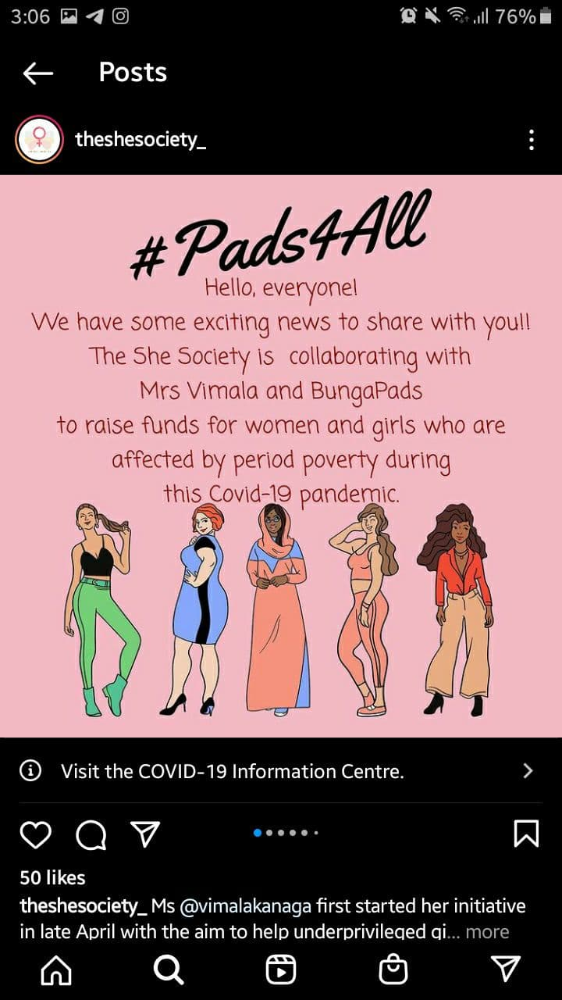 3:06 76%
Posts
theshesociety_
#Pads4All
Hello, everyone!
We have some exciting news to share with you!!
The She Society is collaborating with
Mrs Vimala and BungaPads
to raise funds for women and girls who are
affected by period poverty during
this Covid-19 pandemic.
Visit the COVID-19 Information Centre.
50 likes
theshesociety_ Ms @vimalakanaga first started her initiative
in late April with the aim to help underprivileged gi... more